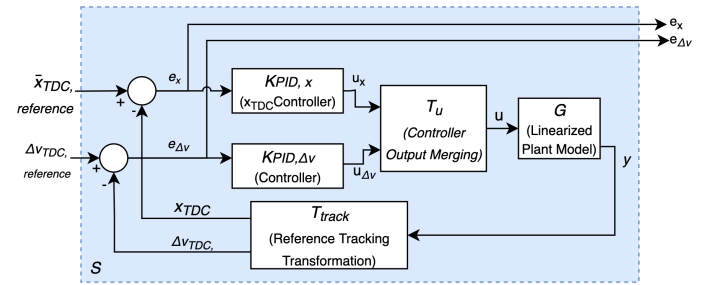 e_x
e_Δv
x̄_TDC,
reference
+
-
e_x
K_PID, x
(x_TDC Controller)
u_x
T_u
(Controller
Output Merging)
u
G
(Linearized
Plant Model)
y
Δv_TDC,
reference
+
-
e_Δv
K_PID,Δv
(Controller)
u_Δv
x_TDC
Δv_TDC,
T_track
(Reference Tracking
Transformation)
S